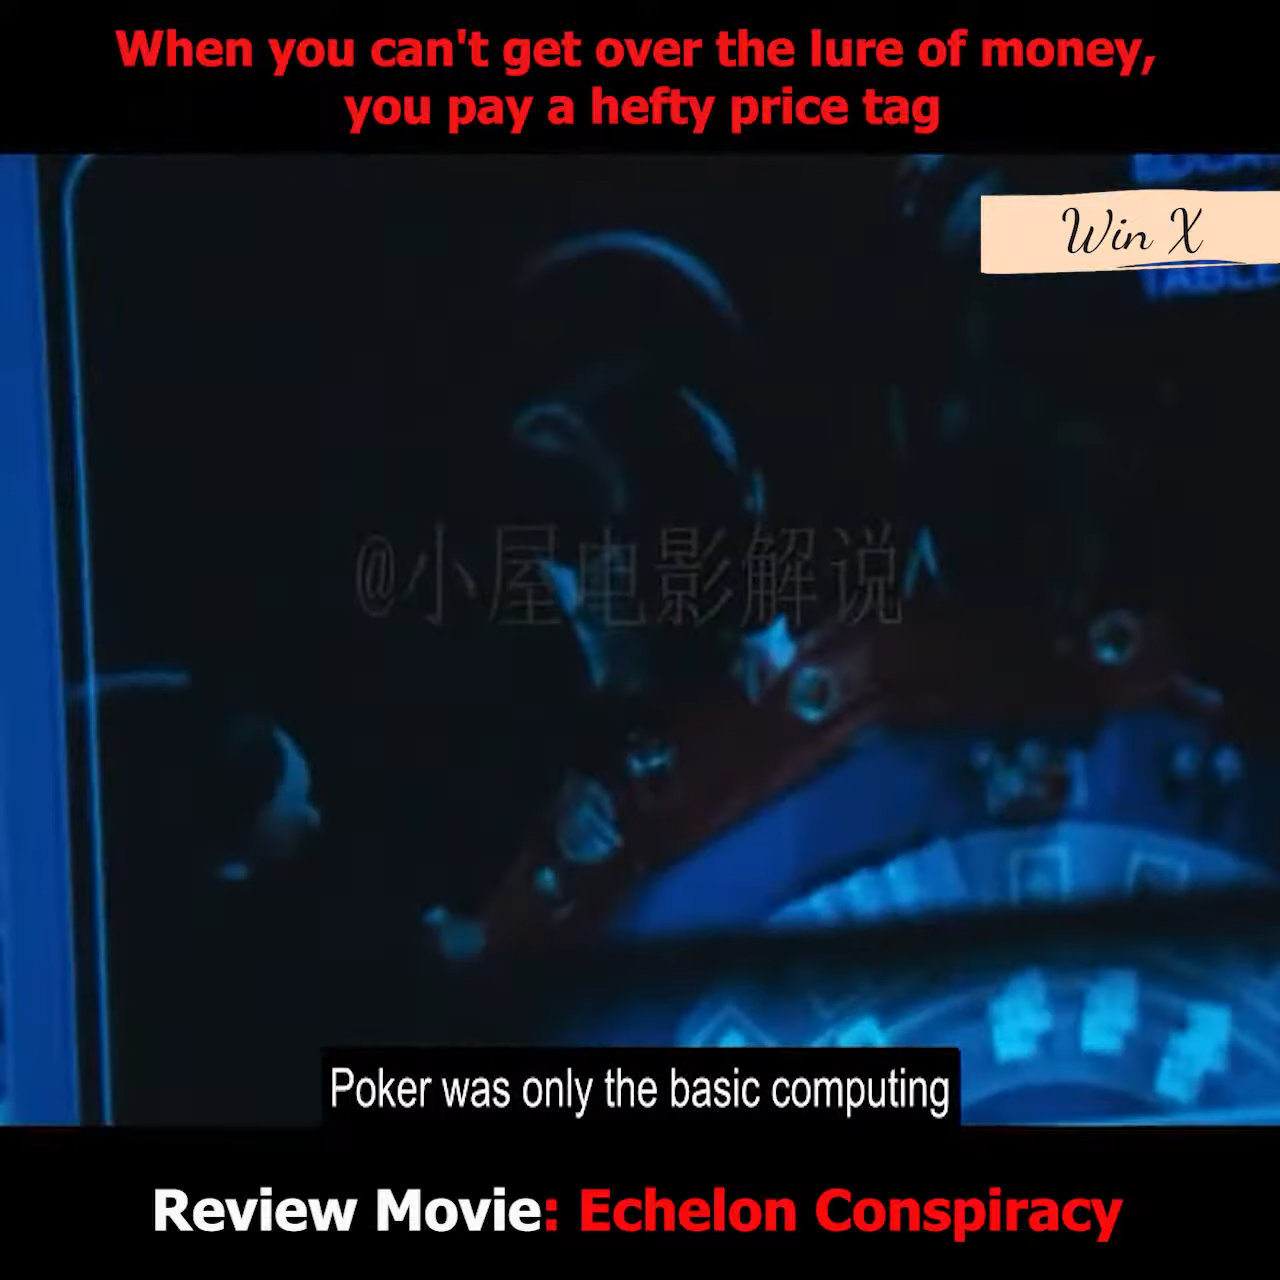 When you can't get over the lure of money,
you pay a hefty price tag
Win X
TABLE
@小屋电影解说
Poker was only the basic computing
Review Movie: Echelon Conspiracy